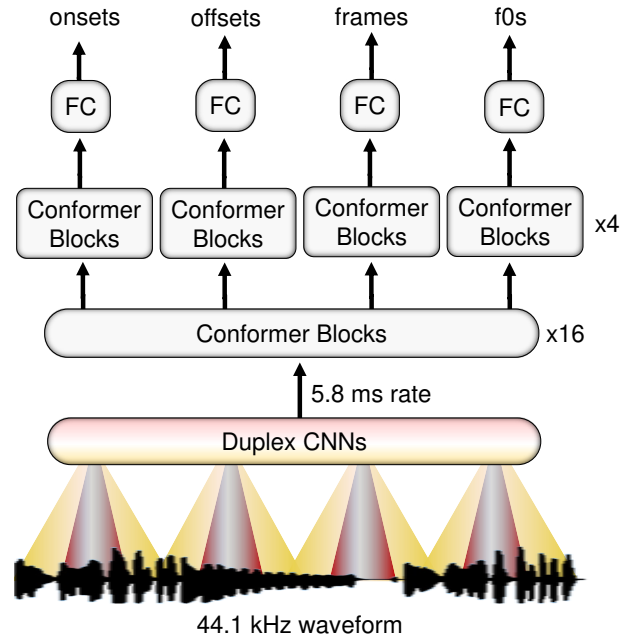 onsets offsets frames f0s
FC FC FC FC
Conformer Conformer Conformer Conformer
Blocks Blocks Blocks Blocks x4
Conformer Blocks x16
5.8 ms rate
Duplex CNNs
44.1 kHz waveform